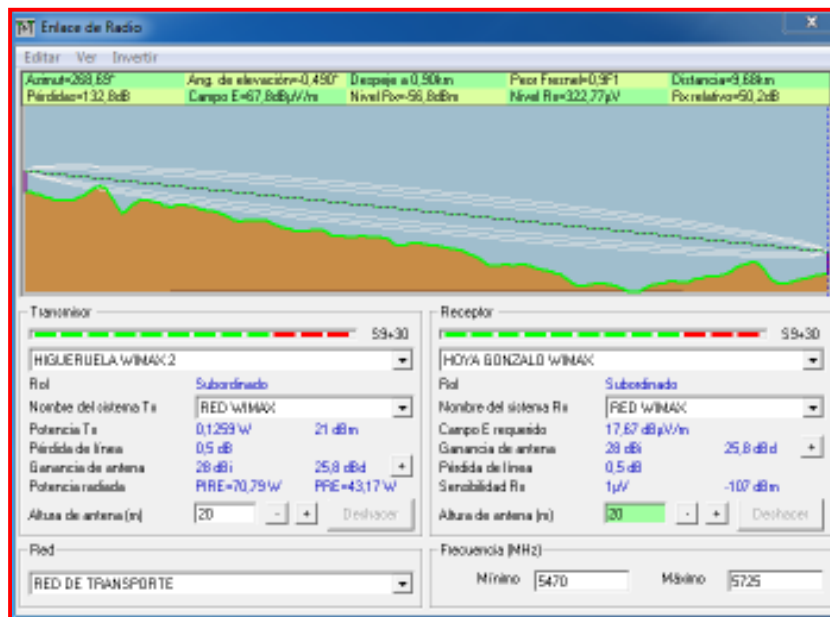 Enlace de Radio
Editar Ver Invertir
Azimut=268,69° Ang. de elevación=-0,490° Despeje a 0,90km Peor Fresnel=0,9F1 Distancia=9,68km
Pérdidas=132,8dB Campo E=67,8dBµV/m Nivel Rx=-56,8dBm Nivel Rx=322,77µV Rx relativo=50,2dB
Transmisor
S9+30
HIGUERUELA WIMAX 2
Rol Subordinado
Nombre del sistema Tx RED WIMAX
Potencia Tx 0,1259 W 21 dBm
Pérdida de línea 0,5 dB
Ganancia de antena 28 dBi 25,8 dBd +
Potencia radiada PIRE=70,79 W PRE=43,17 W
Altura de antena (m) 20 - + Deshacer
Red
RED DE TRANSPORTE
Receptor
S9+30
HOYA GONZALO WIMAX
Rol Subordinado
Nombre del sistema Rx RED WIMAX
Campo E requerido 17,67 dBµV/m
Ganancia de antena 28 dBi 25,8 dBd +
Pérdida de línea 0,5 dB
Sensibilidad Rx 1µV -107 dBm
Altura de antena (m) 20 - + Deshacer
Frecuencia (MHz)
Mínimo 5470 Máximo 5725